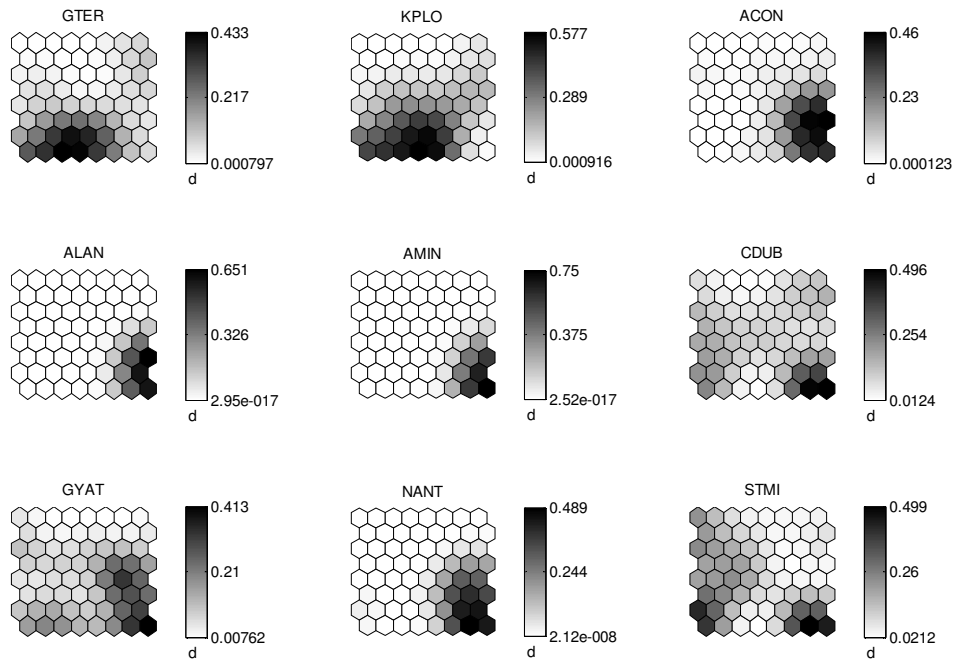 GTER
0.433
0.217
0.000797
d
KPLO
0.577
0.289
0.000916
d
ACON
0.46
0.23
0.000123
d
ALAN
0.651
0.326
2.95e-017
d
AMIN
0.75
0.375
2.52e-017
d
CDUB
0.496
0.254
0.0124
d
GYAT
0.413
0.21
0.00762
d
NANT
0.489
0.244
2.12e-008
d
STMI
0.499
0.26
0.0212
d